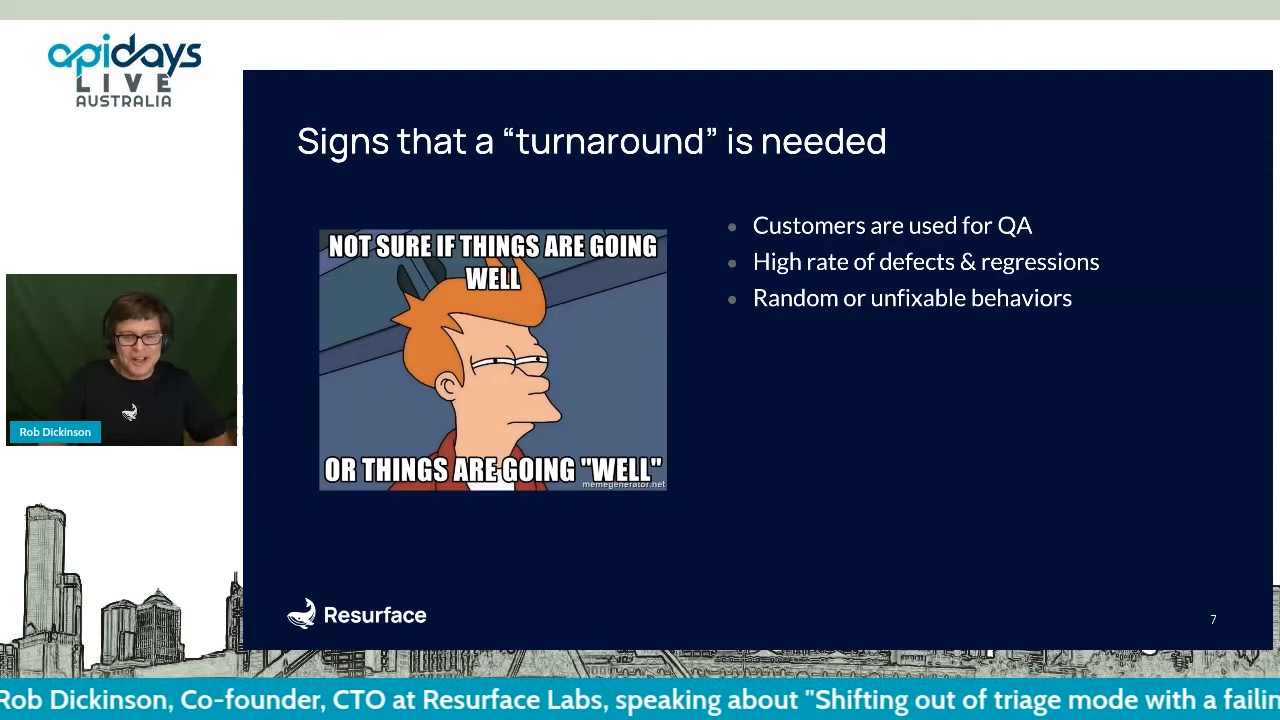 apidays
LIVE
AUSTRALIA
Signs that a “turnaround” is needed
NOT SURE IF THINGS ARE GOING
WELL
OR THINGS ARE GOING "WELL"
memegenerator.net
Customers are used for QA
High rate of defects & regressions
Random or unfixable behaviors
Rob Dickinson
Resurface
7
Rob Dickinson, Co-founder, CTO at Resurface Labs, speaking about "Shifting out of triage mode with a failin